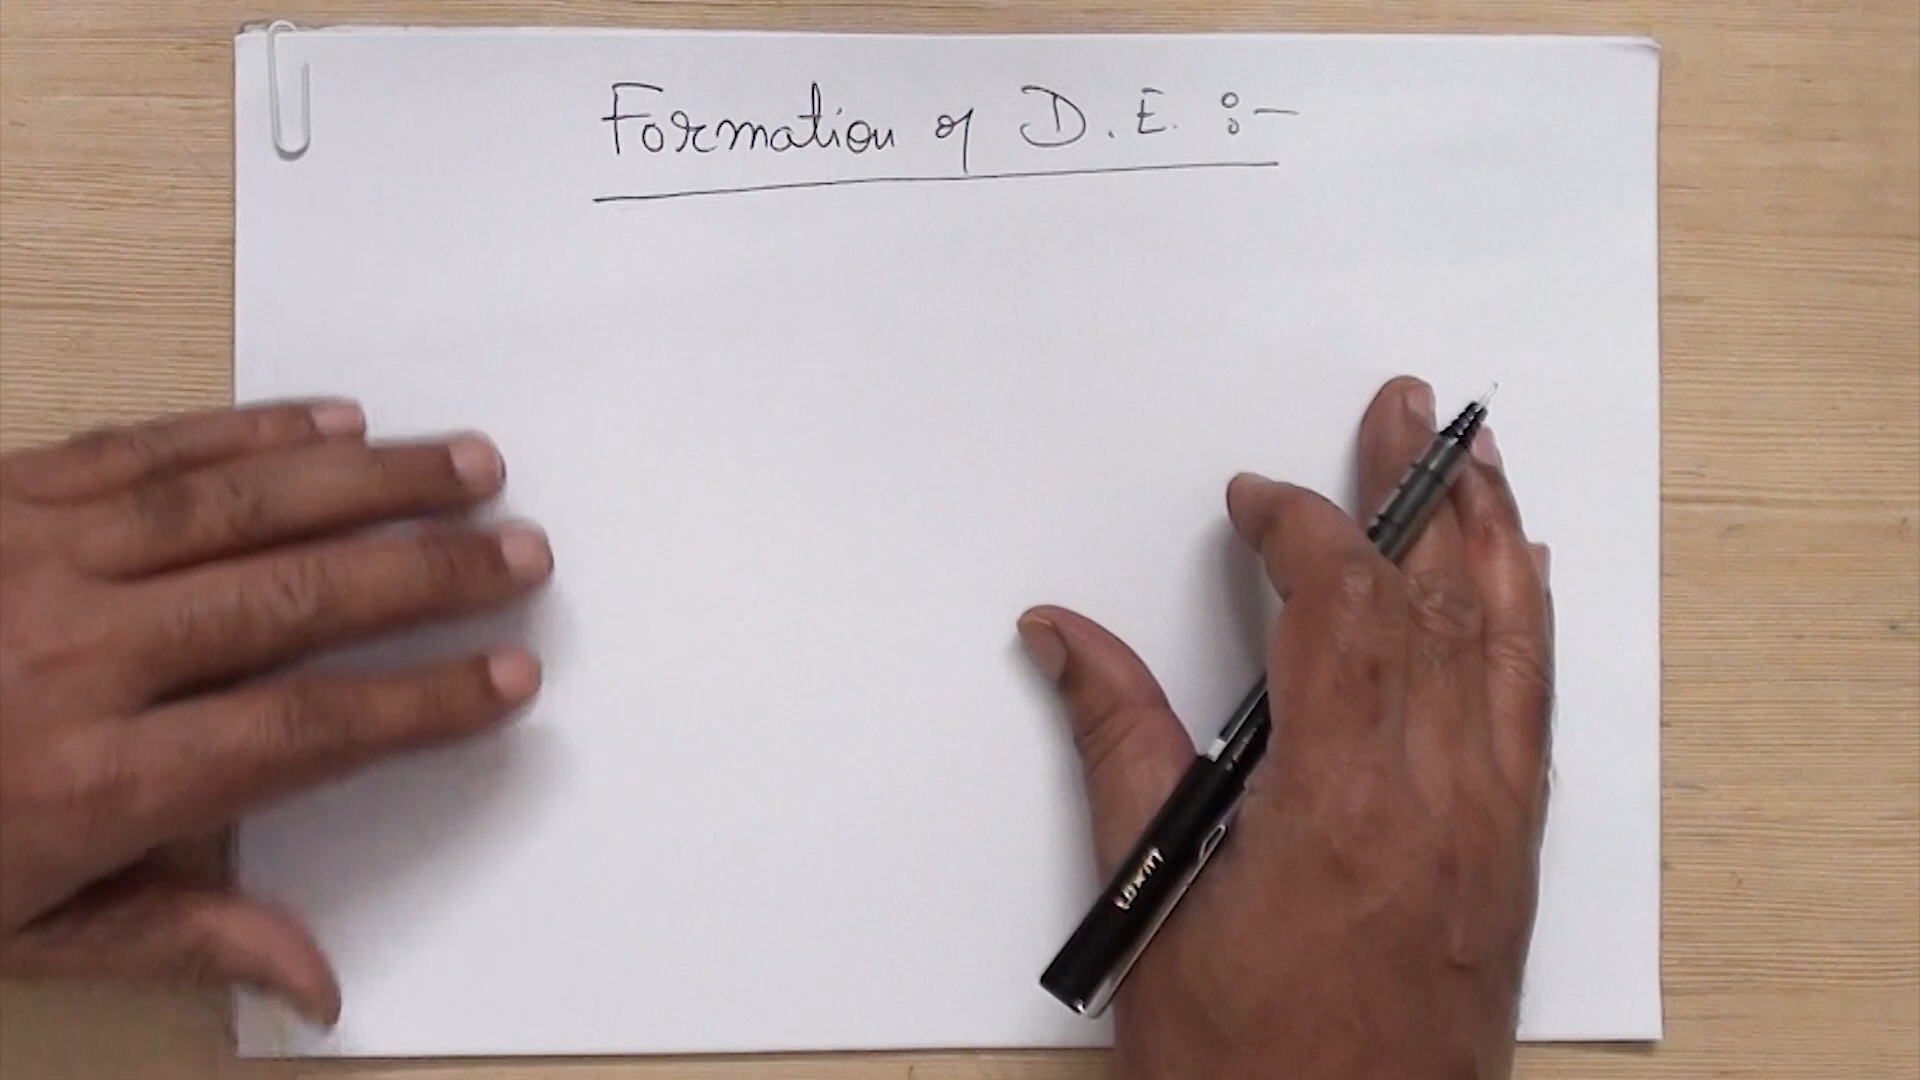 Formation of D.E. :-